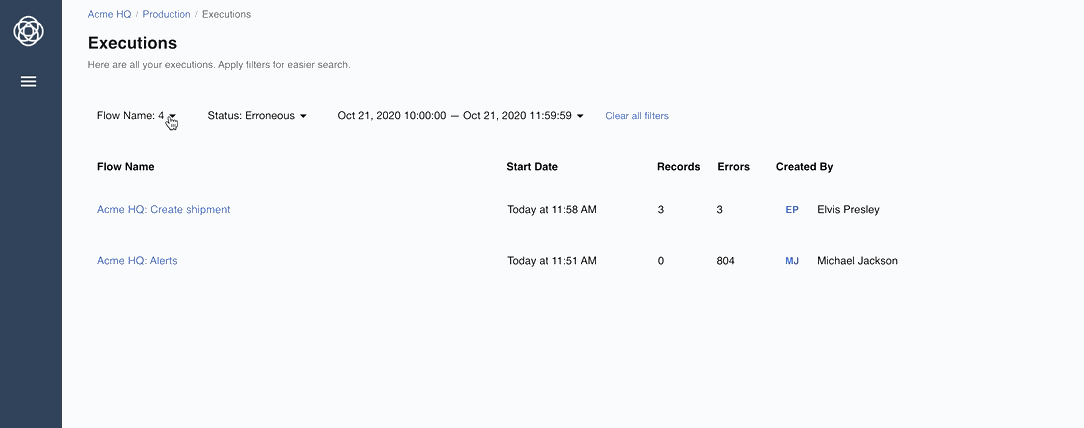 Acme HQ / Production / Executions
Executions
Here are all your executions. Apply filters for easier search.
Flow Name: 4 Status: Erroneous Oct 21, 2020 10:00:00 — Oct 21, 2020 11:59:59 Clear all filters
Flow Name Start Date Records Errors Created By
Acme HQ: Create shipment Today at 11:58 AM 3 3 EP Elvis Presley
Acme HQ: Alerts Today at 11:51 AM 0 804 MJ Michael Jackson